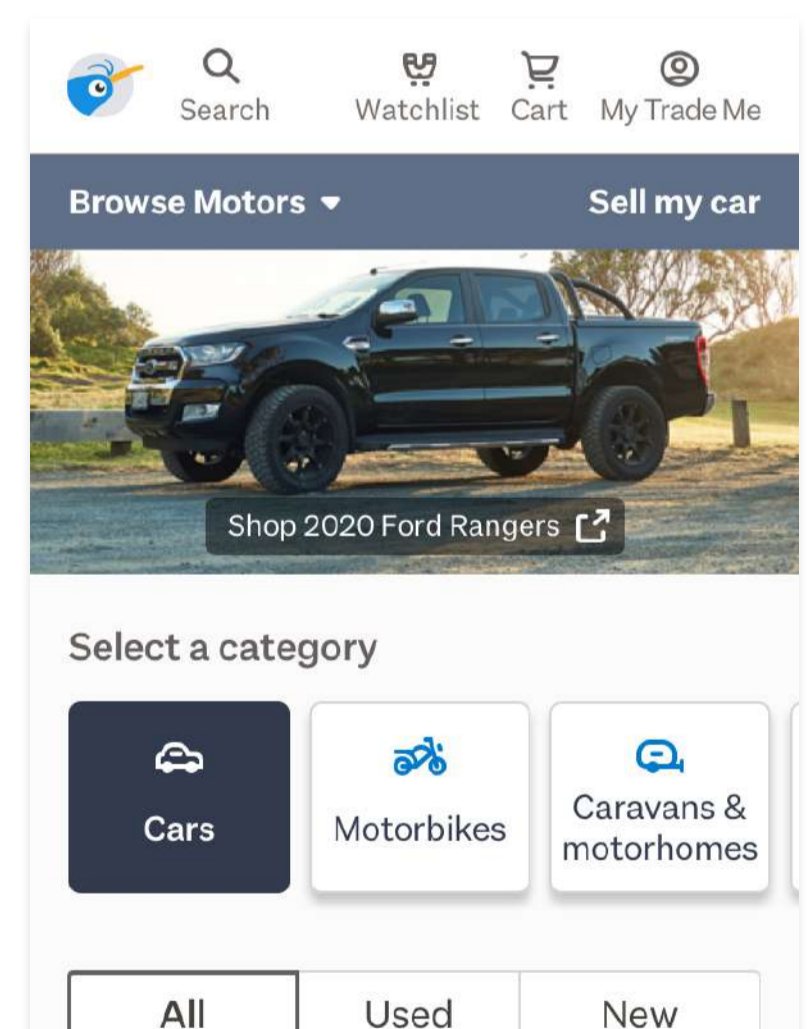 Search
Watchlist
Cart
My Trade Me
Browse Motors
Sell my car
Shop 2020 Ford Rangers
Select a category
Cars
Motorbikes
Caravans &
motorhomes
All
Used
New